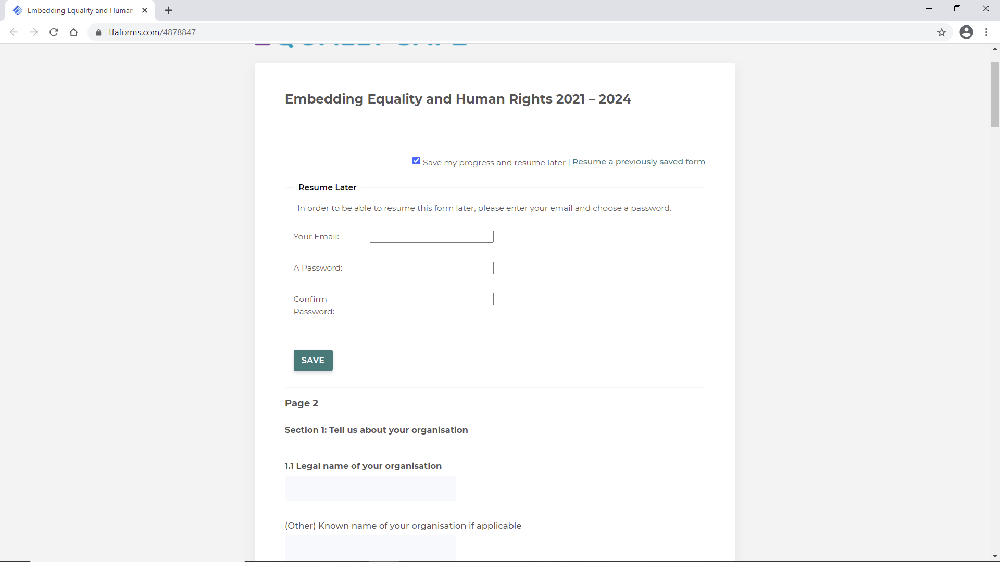 Embedding Equality and Human
tfaforms.com/4878847
Embedding Equality and Human Rights 2021 – 2024
Save my progress and resume later | Resume a previously saved form
Resume Later
In order to be able to resume this form later, please enter your email and choose a password.
Your Email:
A Password:
Confirm
Password:
SAVE
Page 2
Section 1: Tell us about your organisation
1.1 Legal name of your organisation
(Other) Known name of your organisation if applicable